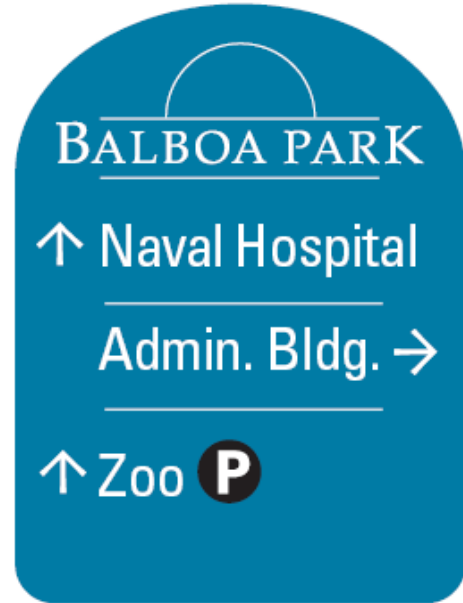 BALBOA PARK
↑ Naval Hospital
Admin. Bldg. →
↑ Zoo P